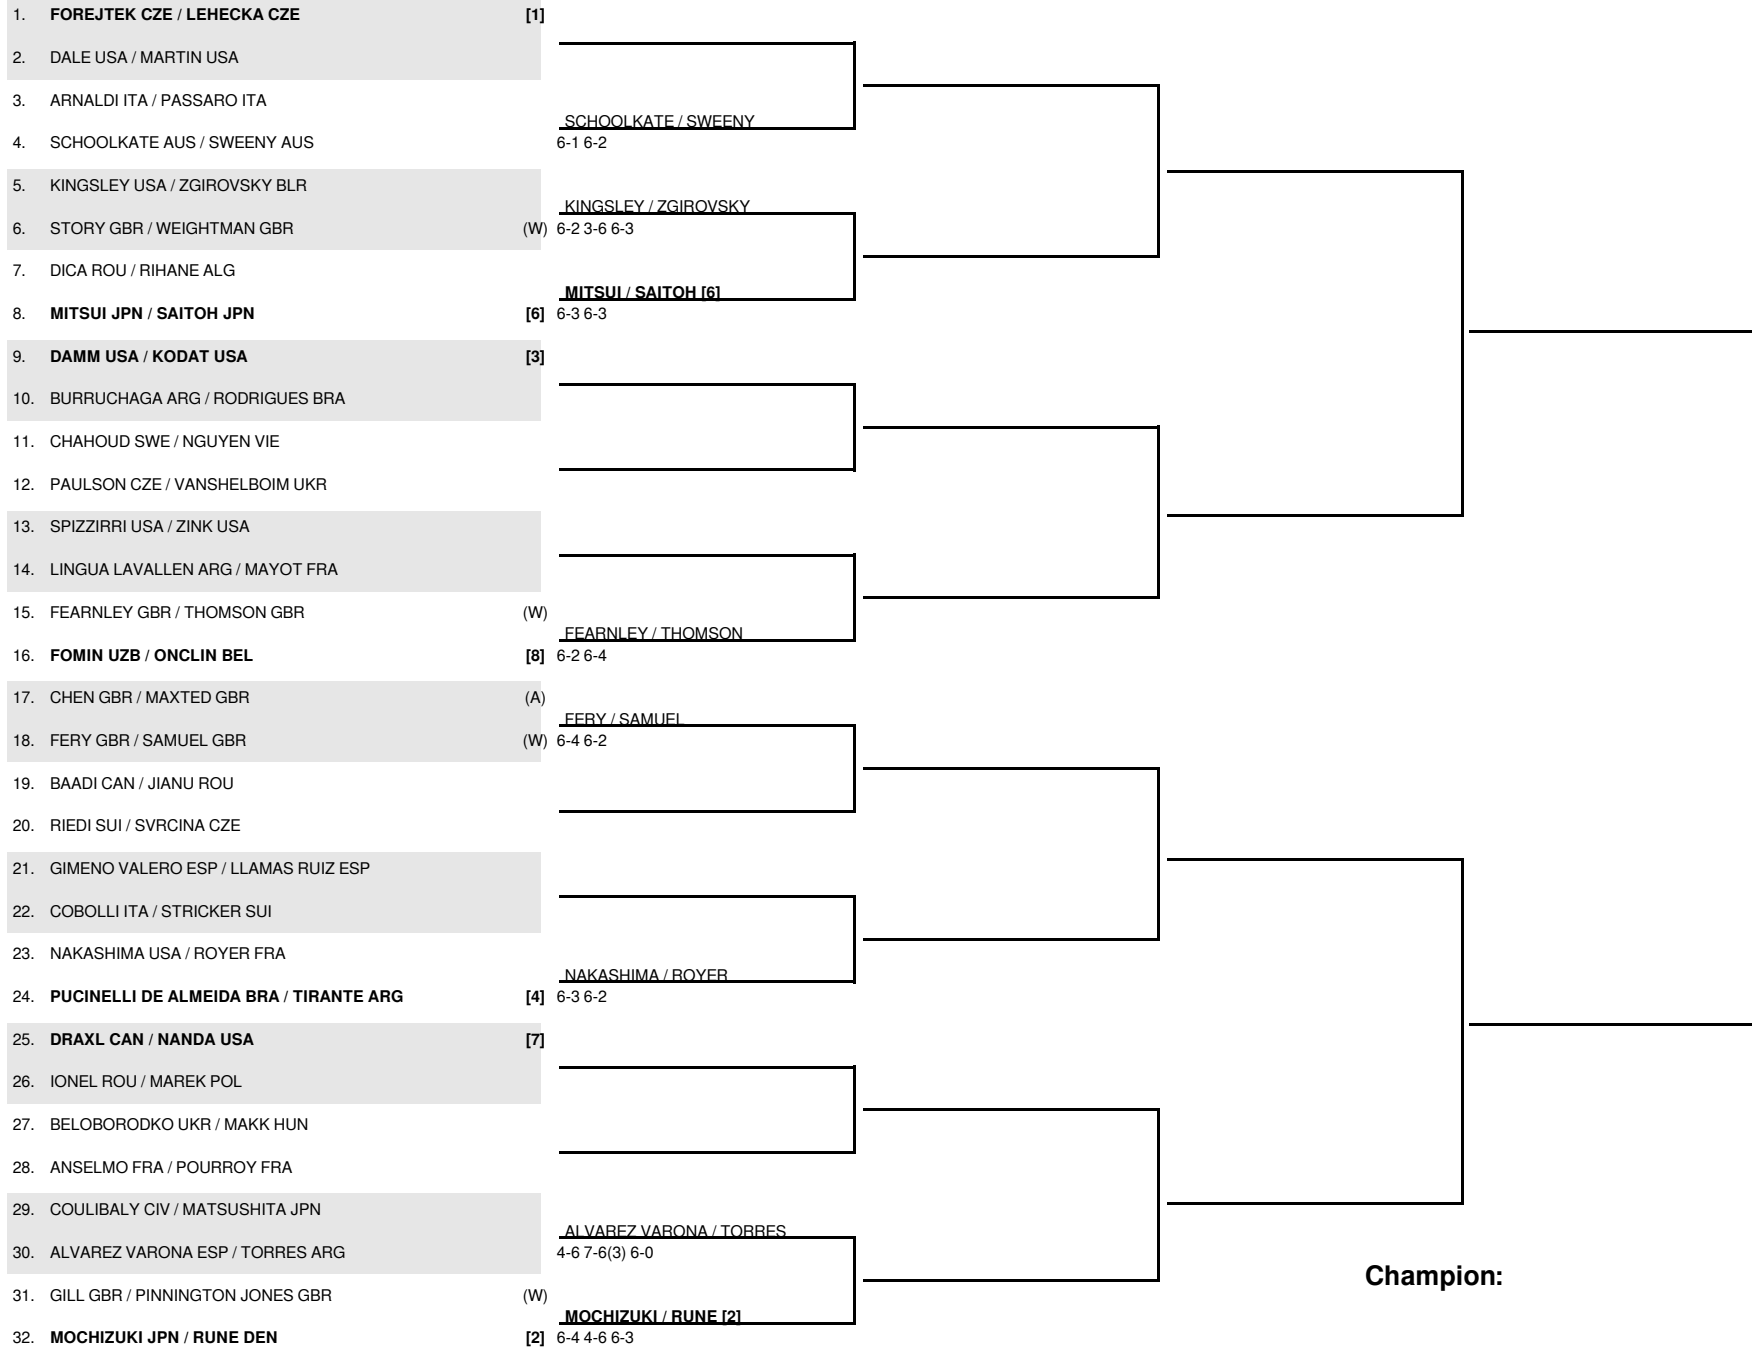 1. FOREJTEK CZE / LEHECKA CZE [1]
2. DALE USA / MARTIN USA
3. ARNALDI ITA / PASSARO ITA
SCHOOLKATE / SWEENY
4. SCHOOLKATE AUS / SWEENY AUS 6-1 6-2
5. KINGSLEY USA / ZGIROVSKY BLR
KINGSLEY / ZGIROVSKY
6. STORY GBR / WEIGHTMAN GBR (W) 6-2 3-6 6-3
7. DICA ROU / RIHANE ALG
MITSUI / SAITOH [6]
8. MITSUI JPN / SAITOH JPN [6] 6-3 6-3
9. DAMM USA / KODAT USA [3]
10. BURRUCHAGA ARG / RODRIGUES BRA
11. CHAHOUD SWE / NGUYEN VIE
12. PAULSON CZE / VANSHELBOIM UKR
13. SPIZZIRRI USA / ZINK USA
14. LINGUA LAVALLEN ARG / MAYOT FRA
15. FEARNLEY GBR / THOMSON GBR (W)
FEARNLEY / THOMSON
16. FOMIN UZB / ONCLIN BEL [8] 6-2 6-4
17. CHEN GBR / MAXTED GBR (A)
FERY / SAMUEL
18. FERY GBR / SAMUEL GBR (W) 6-4 6-2
19. BAADI CAN / JIANU ROU
20. RIEDI SUI / SVRCINA CZE
21. GIMENO VALERO ESP / LLAMAS RUIZ ESP
22. COBOLLI ITA / STRICKER SUI
23. NAKASHIMA USA / ROYER FRA
NAKASHIMA / ROYER
24. PUCINELLI DE ALMEIDA BRA / TIRANTE ARG [4] 6-3 6-2
25. DRAXL CAN / NANDA USA [7]
26. IONEL ROU / MAREK POL
27. BELOBORODKO UKR / MAKK HUN
28. ANSELMO FRA / POURROY FRA
29. COULIBALY CIV / MATSUSHITA JPN
ALVAREZ VARONA / TORRES
30. ALVAREZ VARONA ESP / TORRES ARG 4-6 7-6(3) 6-0
Champion:
31. GILL GBR / PINNINGTON JONES GBR (W)
MOCHIZUKI / RUNE [2]
32. MOCHIZUKI JPN / RUNE DEN [2] 6-4 4-6 6-3